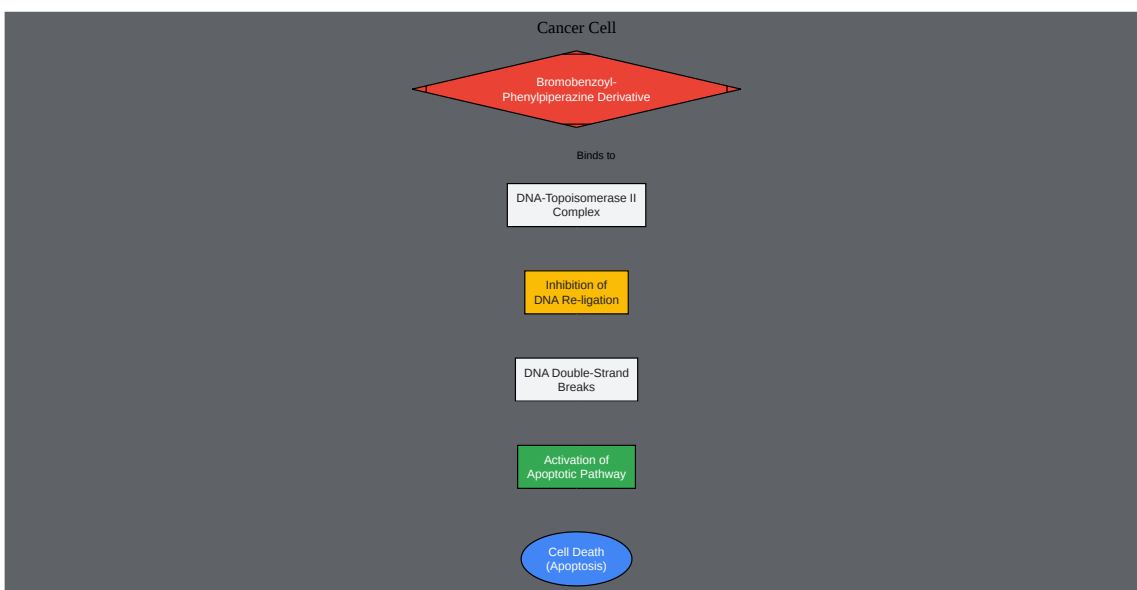 Cancer Cell
Bromobenzoyl-
Phenylpiperazine Derivative
Binds to
DNA-Topoisomerase II
Complex
Inhibition of
DNA Re-ligation
DNA Double-Strand
Breaks
Activation of
Apoptotic Pathway
Cell Death
(Apoptosis)